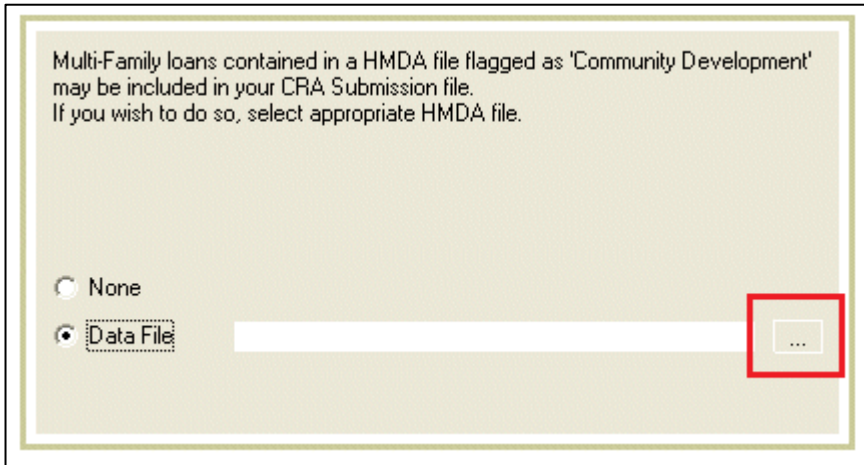 Multi-Family loans contained in a HMDA file flagged as 'Community Development'
may be included in your CRA Submission file.
If you wish to do so, select appropriate HMDA file.
None
Data File
...